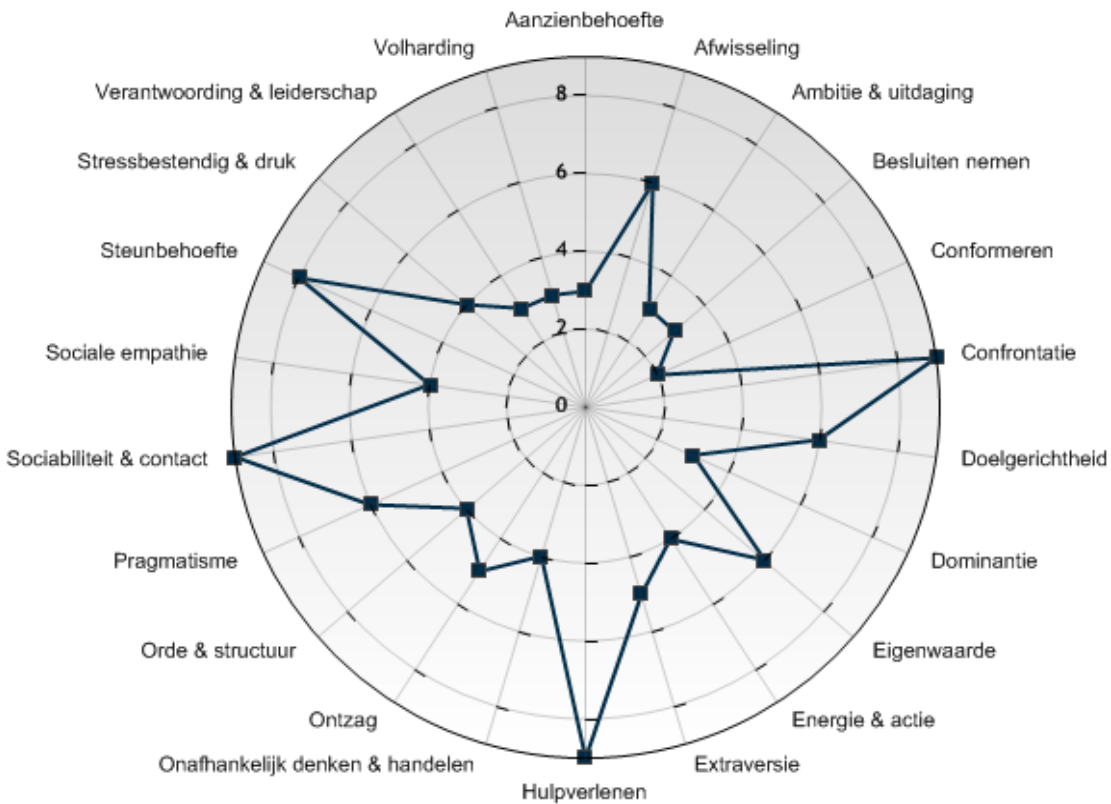 Aanzienbehoefte
Volharding
Afwisseling
Verantwoording & leiderschap
Ambitie & uitdaging
Stressbestendig & druk
Besluiten nemen
Steunbehoefte
Conformeren
Sociale empathie
Confrontatie
Sociabiliteit & contact
Doelgerichtheid
Pragmatisme
Dominantie
Orde & structuur
Eigenwaarde
Ontzag
Energie & actie
Onafhankelijk denken & handelen
Extraversie
Hulpverlenen
8
6
4
2
0